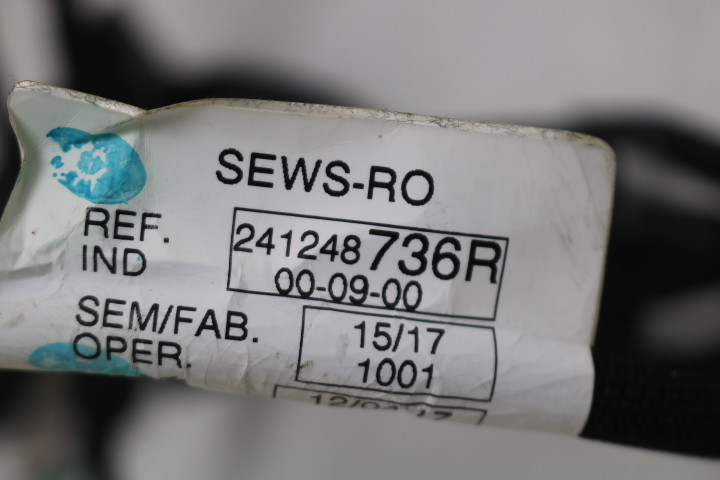 SEWS-RO
REF. 241248736R
IND 00-09-00
SEM/FAB. 15/17
OPER. 1001